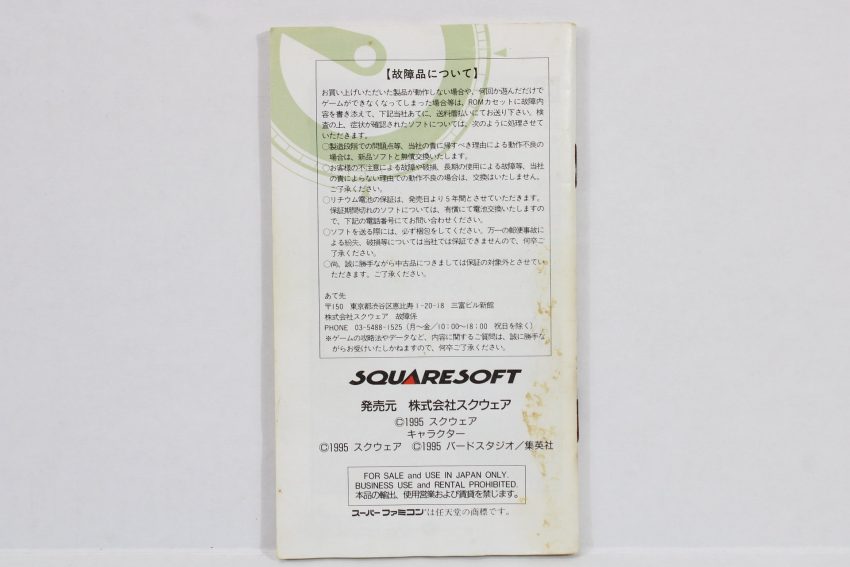 【故障品について】
お買い上げいただいた製品が動作しない場合や、何回か遊んだだけで
ゲームができなくなってしまった場合等は、ROMカセットに故障内
容を書き添えて、下記当社あてに、送料着払いにてお送り下さい。検
査の上、症状が確認されたソフトについては、次のように処理させて
いただきます。
○製造段階での問題点等、当社の責に帰すべき理由による動作不良の
場合は、新品ソフトと無償交換いたします。
○お客様の不注意による故障や破損、長期の使用による故障等、当社
の責によらない理由での動作不良の場合は、交換はいたしません。
ご了承ください。
○リチウム電池の保証は、発売日より5年間とさせていただきます。
保証期間切れのソフトについては、有償にて電池交換いたしますの
で、下記の電話番号にてお問い合わせください。
○ソフトを送る際には、必ず梱包をしてください。万一の郵便事故に
よる紛失、破損等については当社では保証できませんので、何卒ご
了承ください。
○尚、誠に勝手ながら中古品につきましては保証の対象外とさせてい
ただきます。ご了承ください。
あて先
〒150 東京都渋谷区恵比寿1-20-18 三富ビル新館
株式会社スクウェア 故障係
PHONE 03-5488-1525（月〜金／10：00〜18：00 祝日を除く）
※ゲームの攻略法やデータなど、内容に関するご質問は、誠に勝手な
がらお受けいたしかねますので、何卒ご了承ください。
SQUARESOFT
発売元 株式会社スクウェア
©1995 スクウェア
キャラクター
©1995 スクウェア ©1995 バードスタジオ／集英社
FOR SALE and USE IN JAPAN ONLY.
BUSINESS USE and RENTAL PROHIBITED.
本品の輸出、使用営業および賃貸を禁じます。
スーパーファミコンは任天堂の商標です。